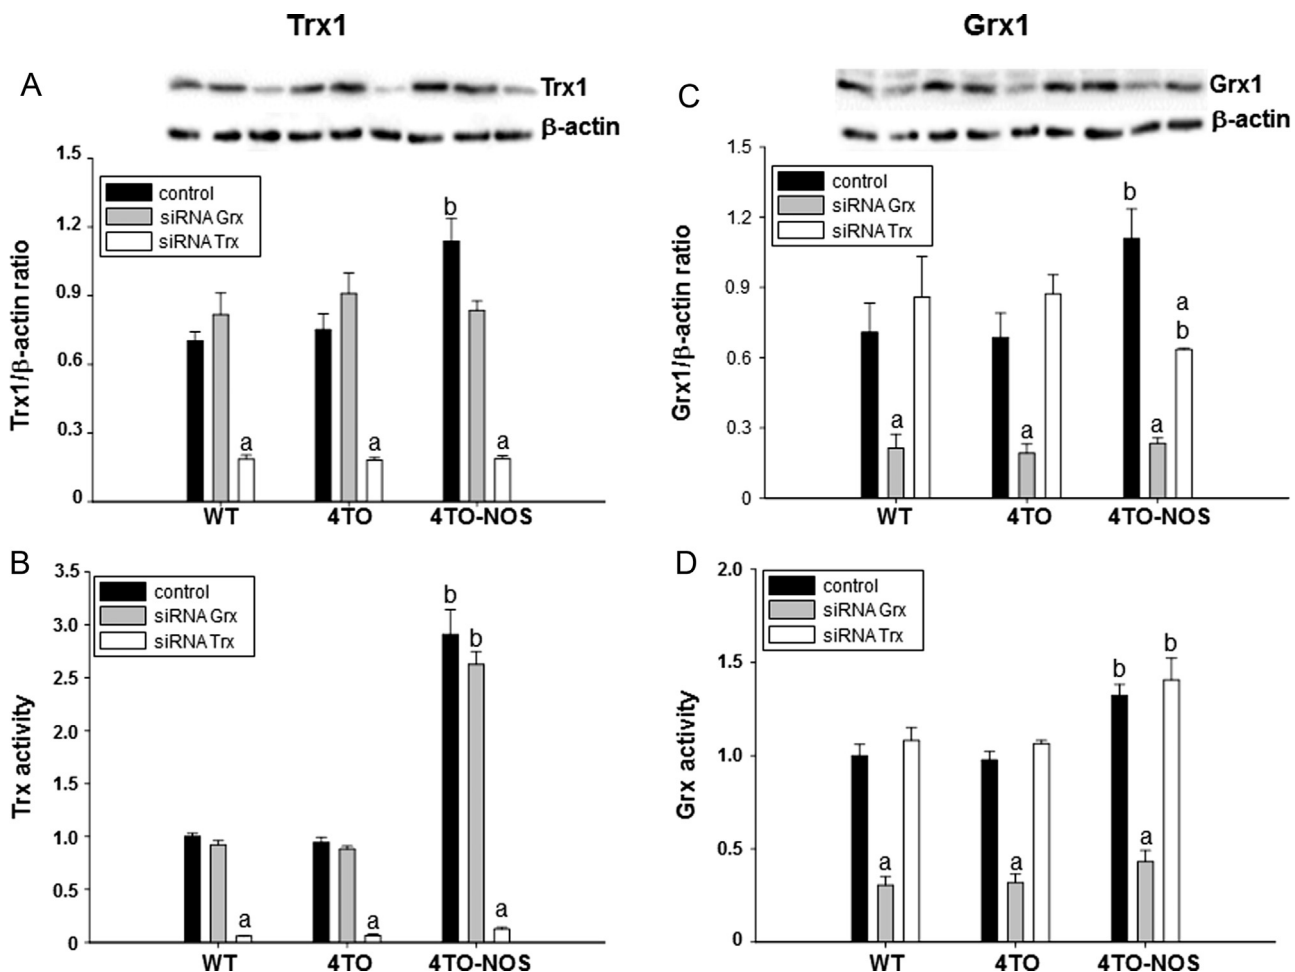 Trx1
Grx1
A
Trx1
β-actin
1.5
1.2
0.9
0.6
0.3
0
Trx1/β-actin ratio
control
siRNA Grx
siRNA Trx
a
a
b
a
WT
4TO
4TO-NOS
C
Grx1
β-actin
1.5
1.2
0.9
0.6
0.3
0
Grx1/β-actin ratio
control
siRNA Grx
siRNA Trx
a
a
b
a
a
b
WT
4TO
4TO-NOS
B
3.5
3.0
2.5
2.0
1.5
1.0
0.5
0
Trx activity
control
siRNA Grx
siRNA Trx
a
a
b
b
a
WT
4TO
4TO-NOS
D
2.0
1.5
1.0
0.5
0
Grx activity
control
siRNA Grx
siRNA Trx
a
a
b
a
b
WT
4TO
4TO-NOS